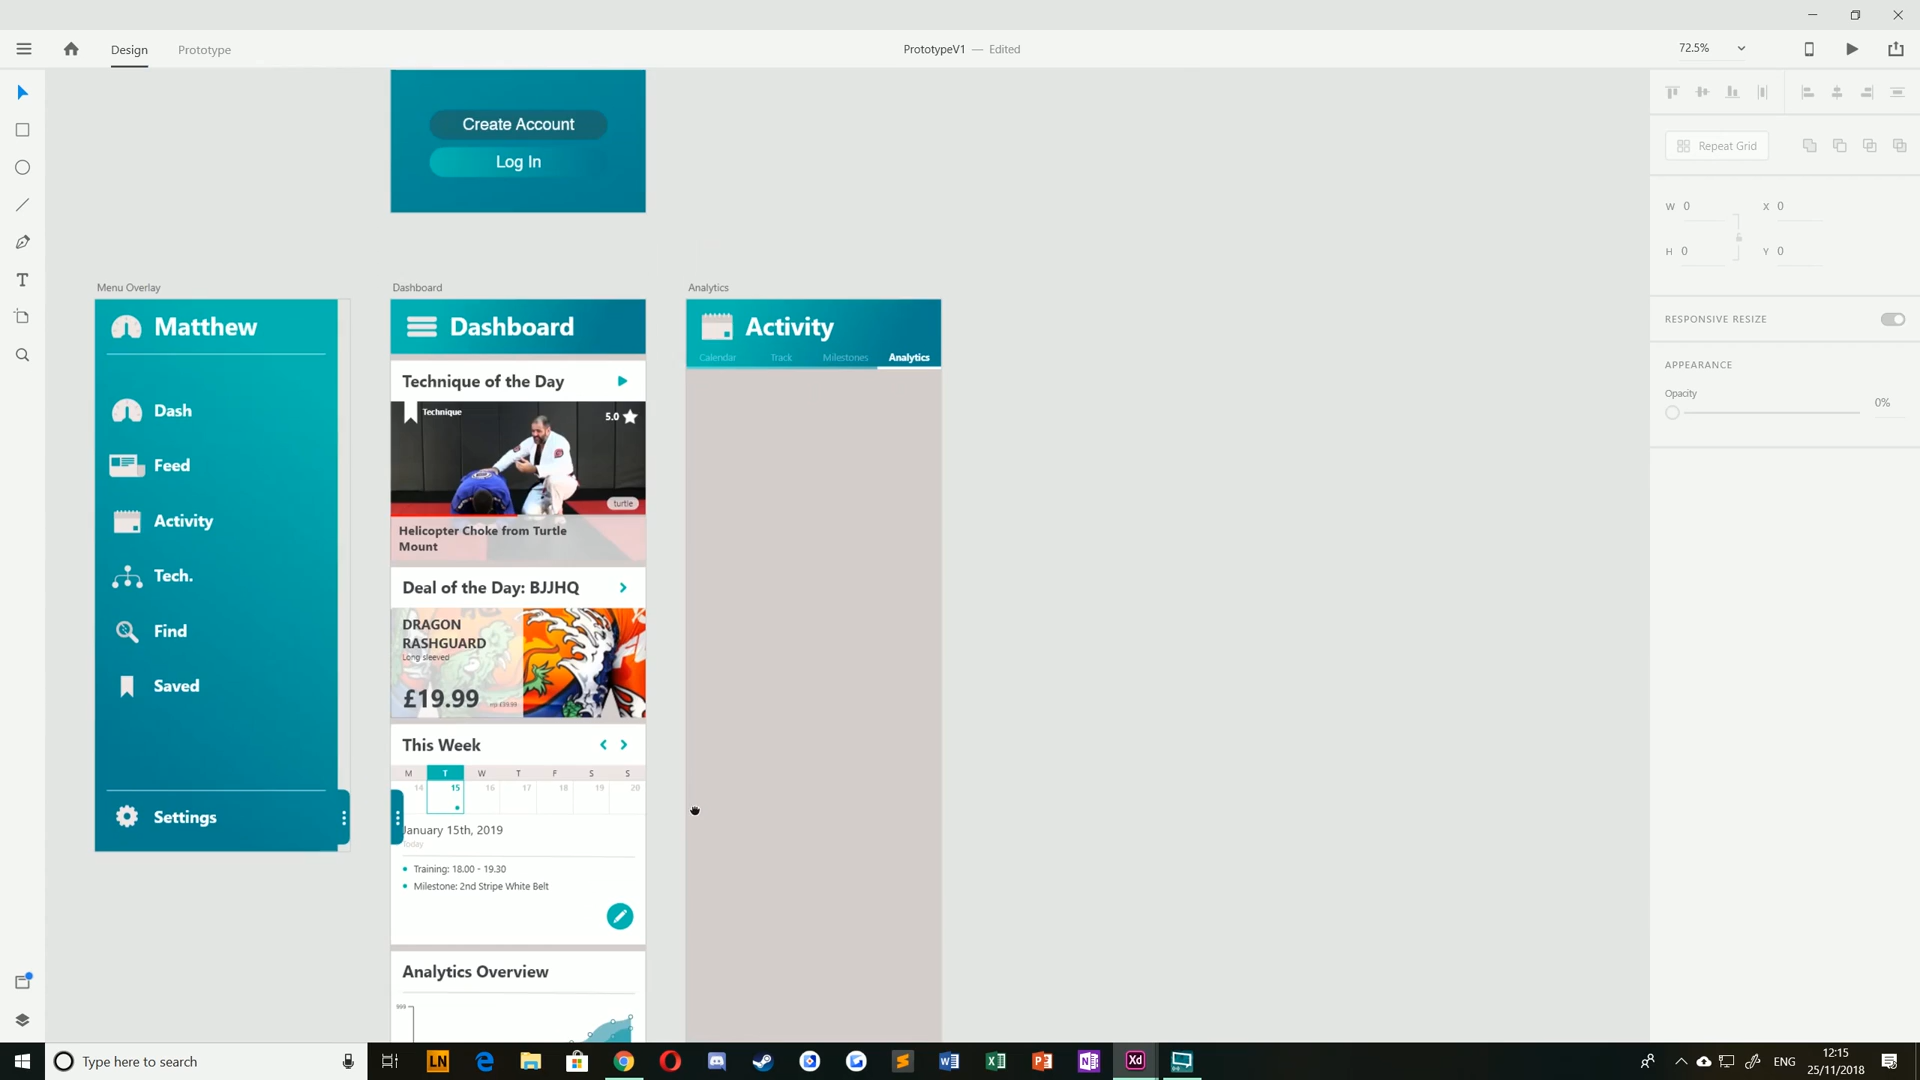 Design
Prototype
PrototypeV1 — Edited
72.5%
Create Account
Log In
Repeat Grid
W 0
X 0
H 0
Y 0
RESPONSIVE RESIZE
APPEARANCE
Opacity
0%
Menu Overlay
Matthew
Dash
Feed
Activity
Tech.
Find
Saved
Settings
Dashboard
Dashboard
Technique of the Day
Technique
5.0
turtle
Helicopter Choke from Turtle
Mount
Deal of the Day: BJJHQ
DRAGON
RASHGUARD
Long sleeved
£19.99
This Week
M T W T F S S
14 15 16 17 18 19 20
January 15th, 2019
Today
Training: 18.00 - 19.30
Milestone: 2nd Stripe White Belt
Analytics Overview
Analytics
Activity
Calendar Track Milestones Analytics
Type here to search
LN
Xd
ENG
12:15
25/11/2018